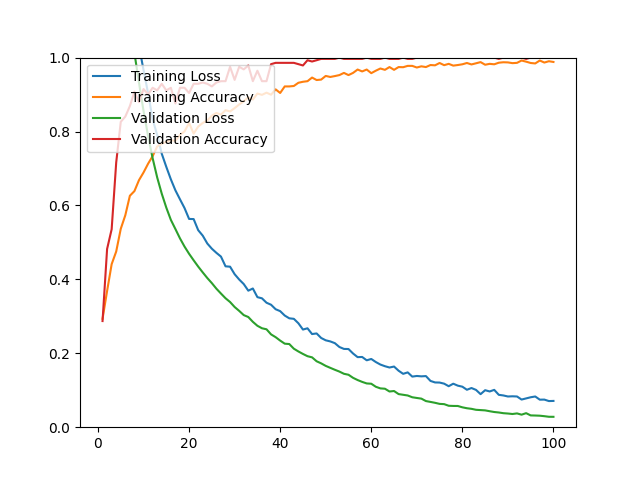 1.0
0.8
0.6
0.4
0.2
0.0
Training Loss
Training Accuracy
Validation Loss
Validation Accuracy
0 20 40 60 80 100